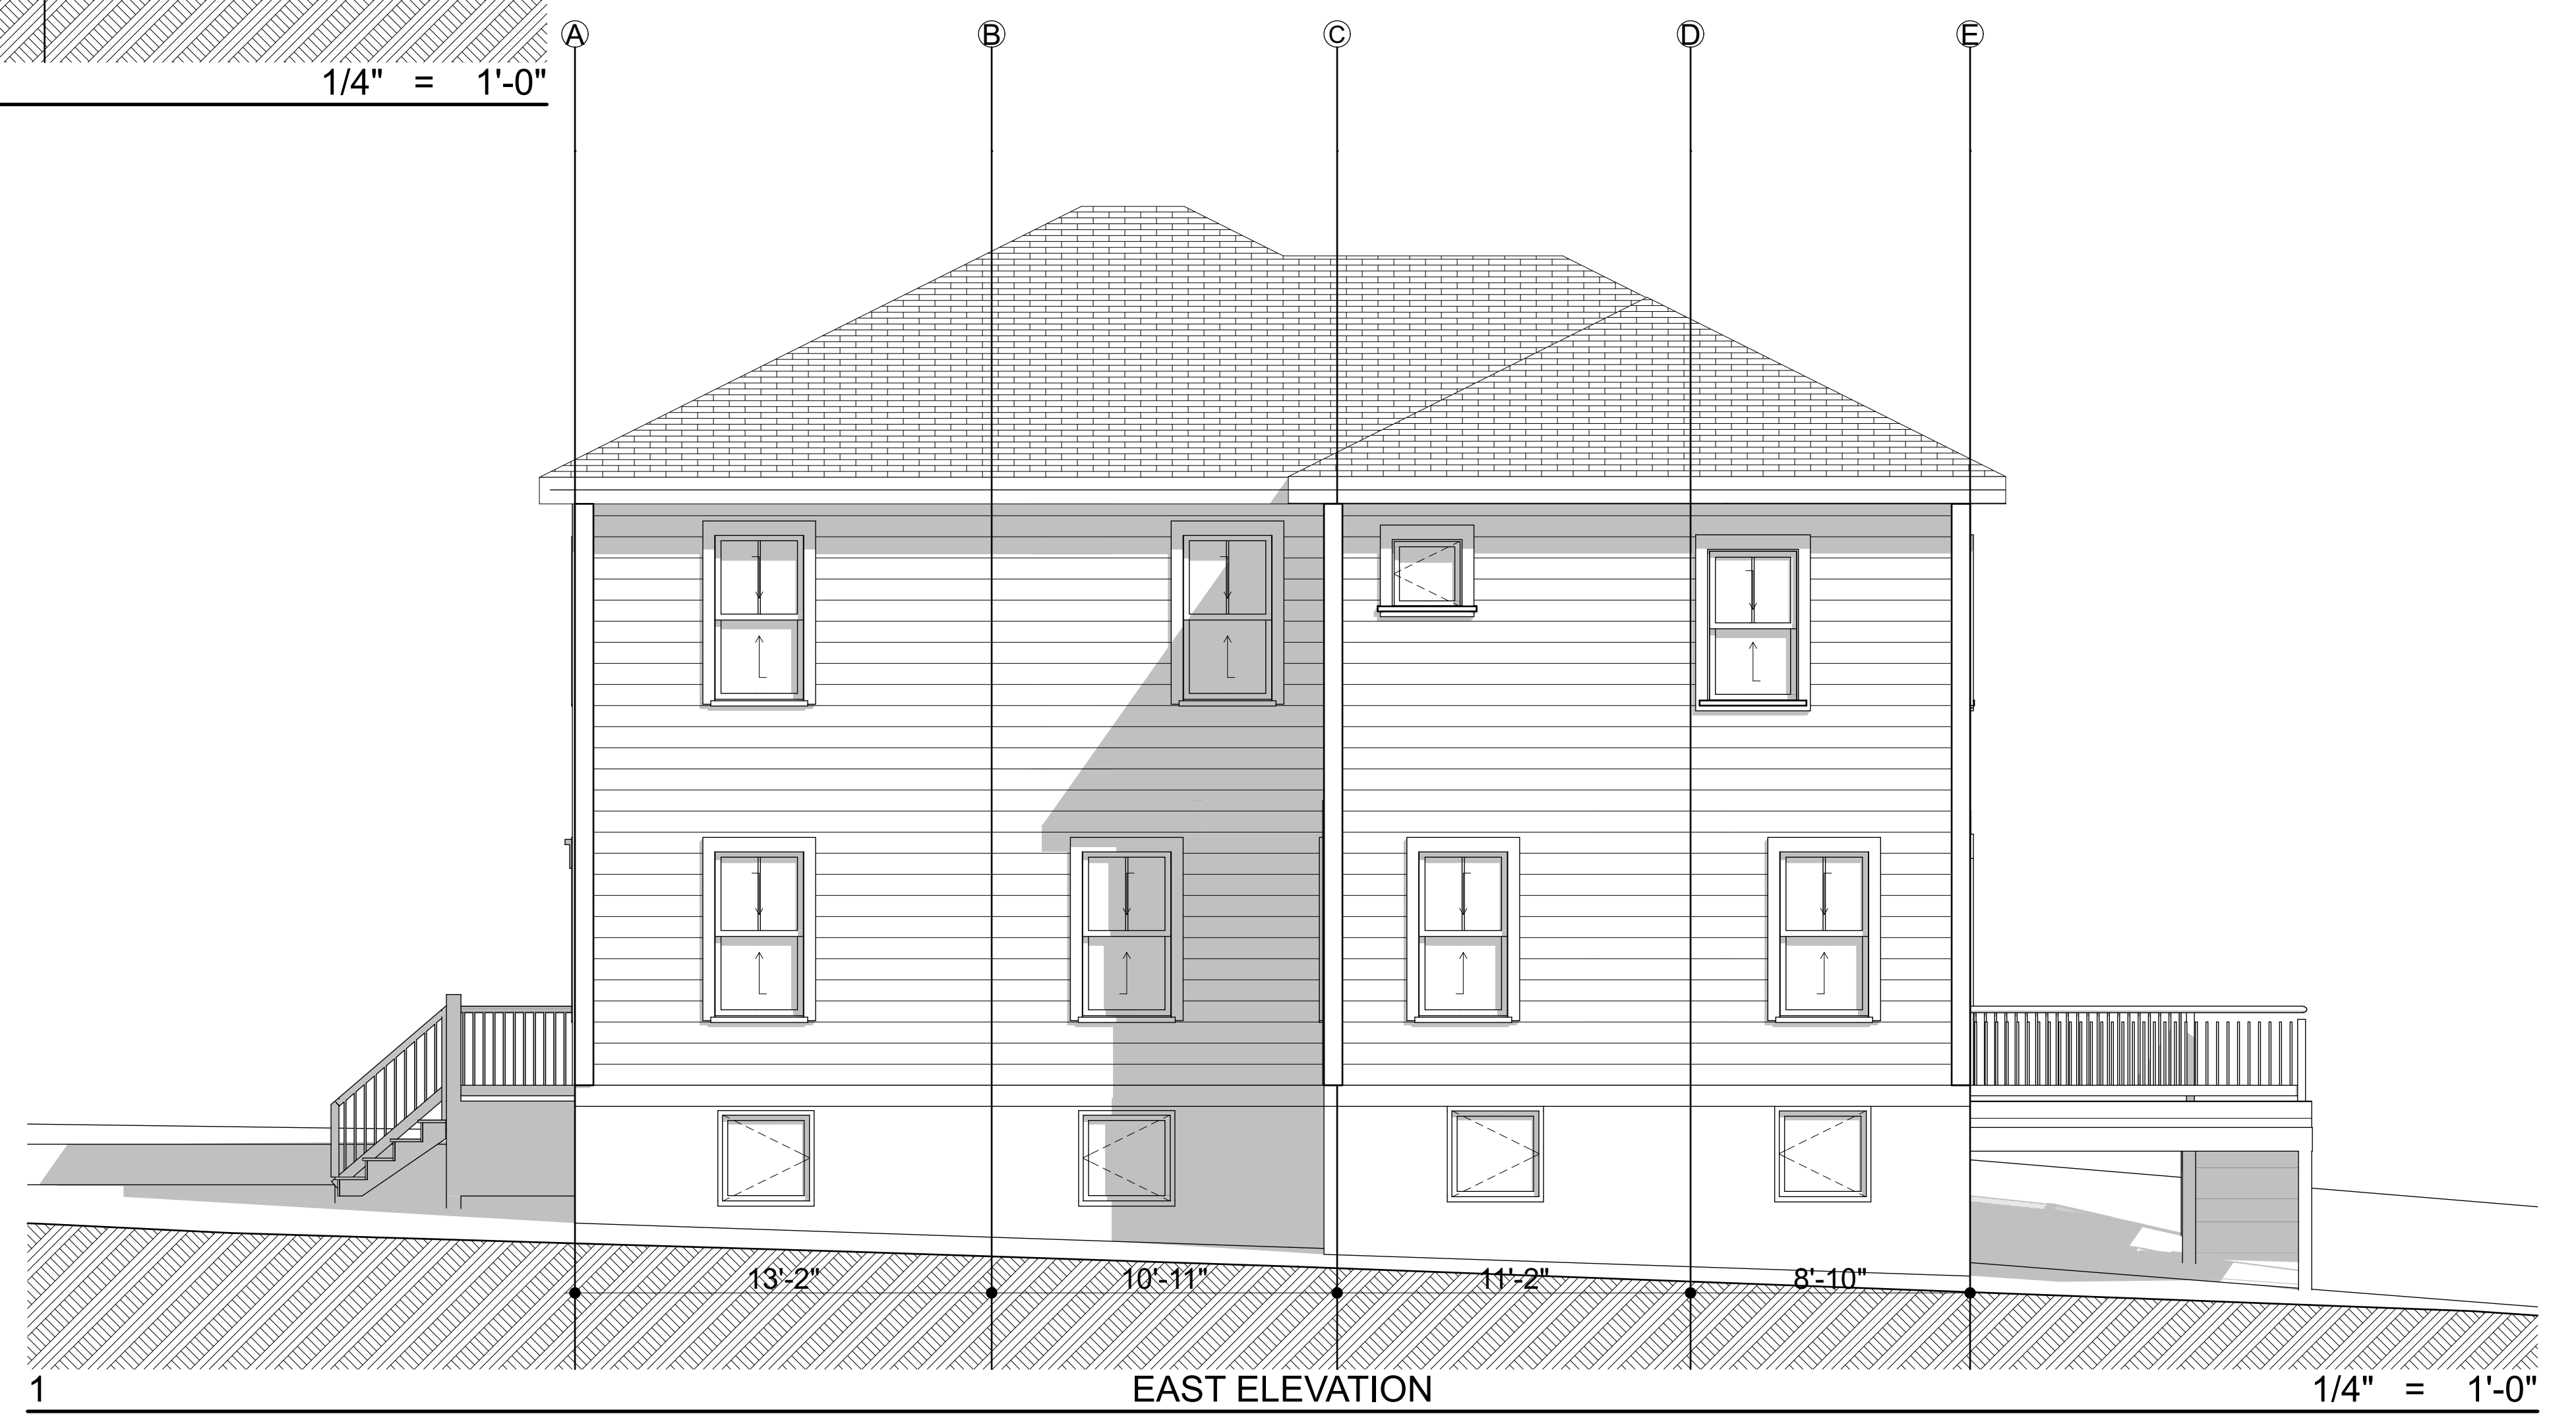 1/4" = 1'-0"
A B C D E
13'-2" 10'-11" 11'-2" 8'-10"
1 EAST ELEVATION 1/4" = 1'-0"